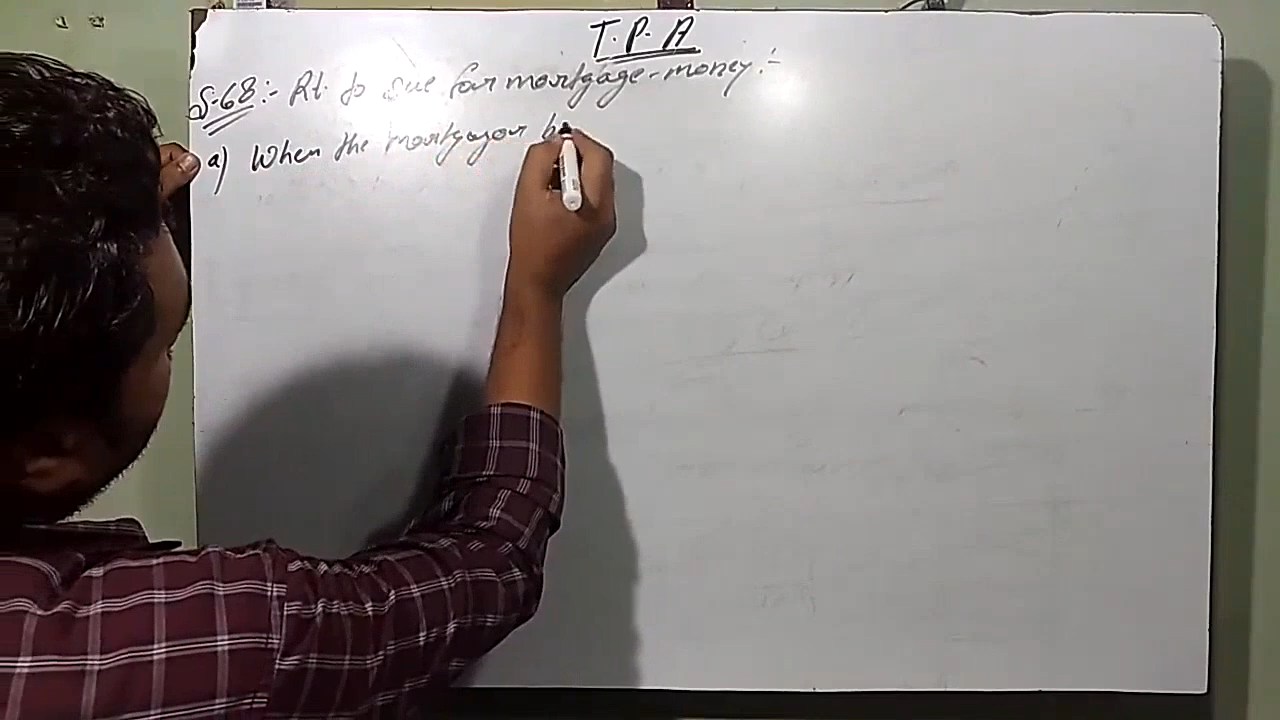 T.P.A
S-68:- Rt. to sue for mortgage-money:-
a) When the mortgagor b